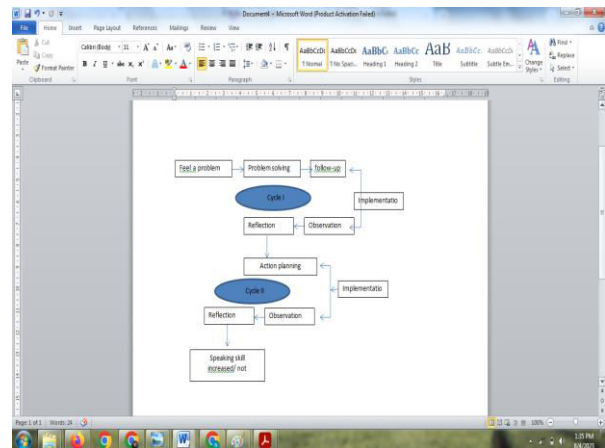 Document4 - Microsoft Word (Product Activation Failed)
File Home Insert Page Layout References Mailings Review View
Cut
Copy
Format Painter
Paste
Clipboard
Calibri (Body) 11
Font
Paragraph
AaBbCcDc AaBbCcDc AaBbC AaBbCc AaB AaBbCc. AaBbCcDc
¶ Normal ¶ No Spaci... Heading 1 Heading 2 Title Subtitle Subtle Em...
Change Styles
Styles
Find
Replace
Select
Editing
Feel a problem
Problem solving
follow-up
Cycle I
Implementatio
Reflection
Observation
Action planning
Cycle II
Implementatio
Reflection
Observation
Speaking skill
increased/ not
Page: 1 of 1 Words: 24
100%
1:35 PM